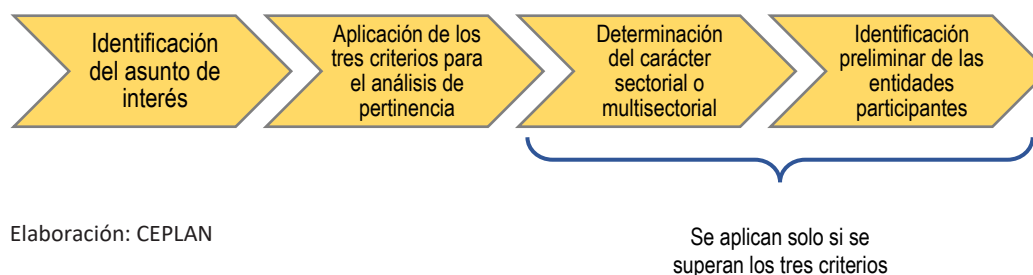 Identificación
del asunto de
interés
Aplicación de los
tres criterios para
el análisis de
pertinencia
Determinación
del carácter
sectorial o
multisectorial
Identificación
preliminar de las
entidades
participantes
Elaboración: CEPLAN
Se aplican solo si se
superan los tres criterios